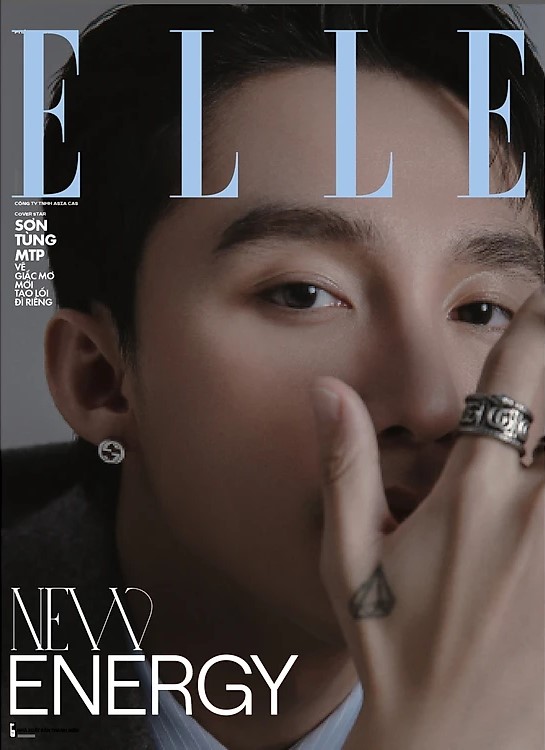 ELLE
CÔNG TY TNHH ASIA CAS
COVER STAR
SƠN
TÙNG
MTP
VỀ
GIẤC MƠ
MỚI
TẠO LỐI
ĐI RIÊNG
NEW
ENERGY